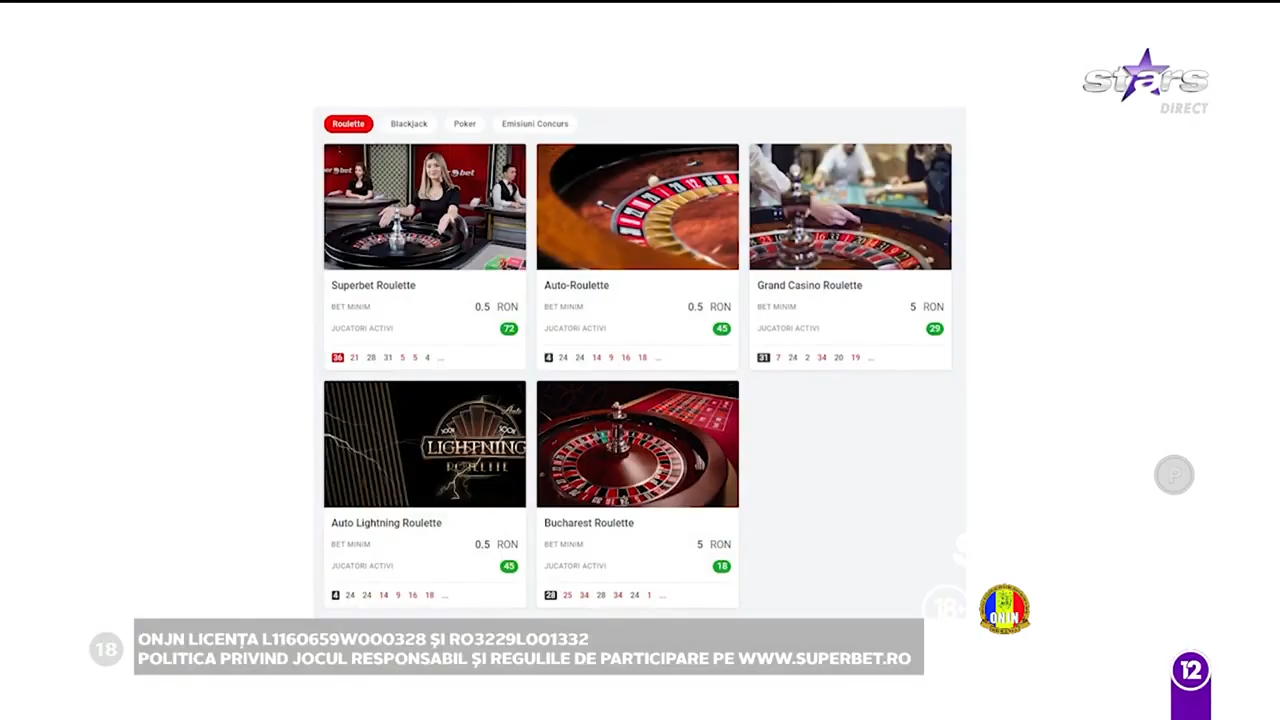 stars
DIRECT
Roulette Blackjack Poker Emisiuni Concurs
Superbet Roulette
BET MINIM 0.5 RON
JUCATORI ACTIVI 72
36 21 28 31 5 5 4 ...
Auto-Roulette
BET MINIM 0.5 RON
JUCATORI ACTIVI 45
4 24 24 14 9 16 18 ...
Grand Casino Roulette
BET MINIM 5 RON
JUCATORI ACTIVI 29
31 7 24 2 34 20 19 ...
Auto
100X 500X
LIGHTNING
ROULETTE
Auto Lightning Roulette
BET MINIM 0.5 RON
JUCATORI ACTIVI 45
4 24 24 14 9 16 18 ...
Bucharest Roulette
BET MINIM 5 RON
JUCATORI ACTIVI 18
28 25 34 28 34 24 1 ...
P
18+
ONJN
18
ONJN LICENȚA L1160659W000328 ȘI RO3229L001332
POLITICA PRIVIND JOCUL RESPONSABIL ȘI REGULILE DE PARTICIPARE PE WWW.SUPERBET.RO
12